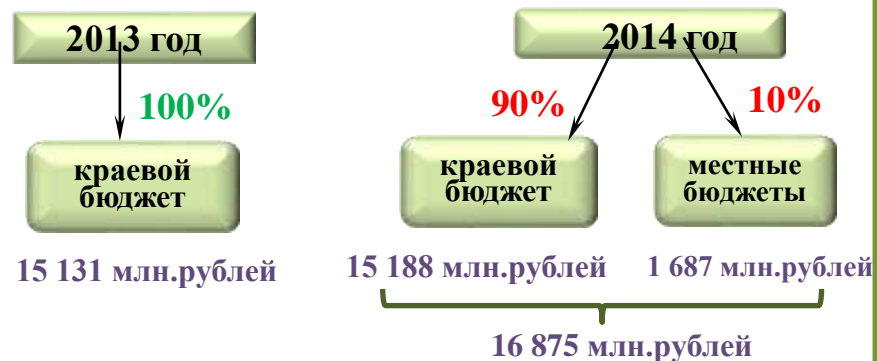 2013 год
100%
краевой
бюджет
15 131 млн.рублей
2014 год
90%
10%
краевой
бюджет
местные
бюджеты
15 188 млн.рублей
1 687 млн.рублей
16 875 млн.рублей